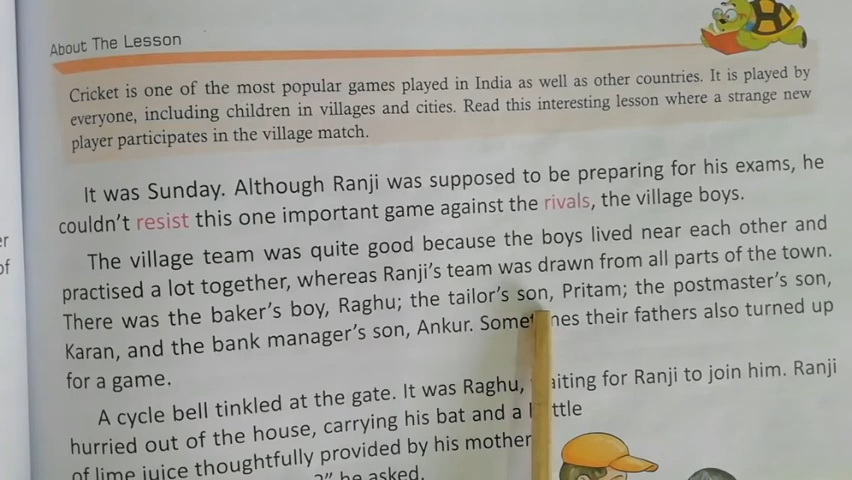 About The Lesson
Cricket is one of the most popular games played in India as well as other countries. It is played by
everyone, including children in villages and cities. Read this interesting lesson where a strange new
player participates in the village match.
It was Sunday. Although Ranji was supposed to be preparing for his exams, he
couldn't resist this one important game against the rivals, the village boys.
The village team was quite good because the boys lived near each other and
practised a lot together, whereas Ranji's team was drawn from all parts of the town.
There was the baker's boy, Raghu; the tailor's son, Pritam; the postmaster's son,
Karan, and the bank manager's son, Ankur. their fathers also turned up
for a game.
A cycle bell tinkled at the gate. It was Raghu, for Ranji to join him. Ranji
hurried out of the house, carrying his bat and a
of lime juice thoughtfully provided by his mother
he asked.
of